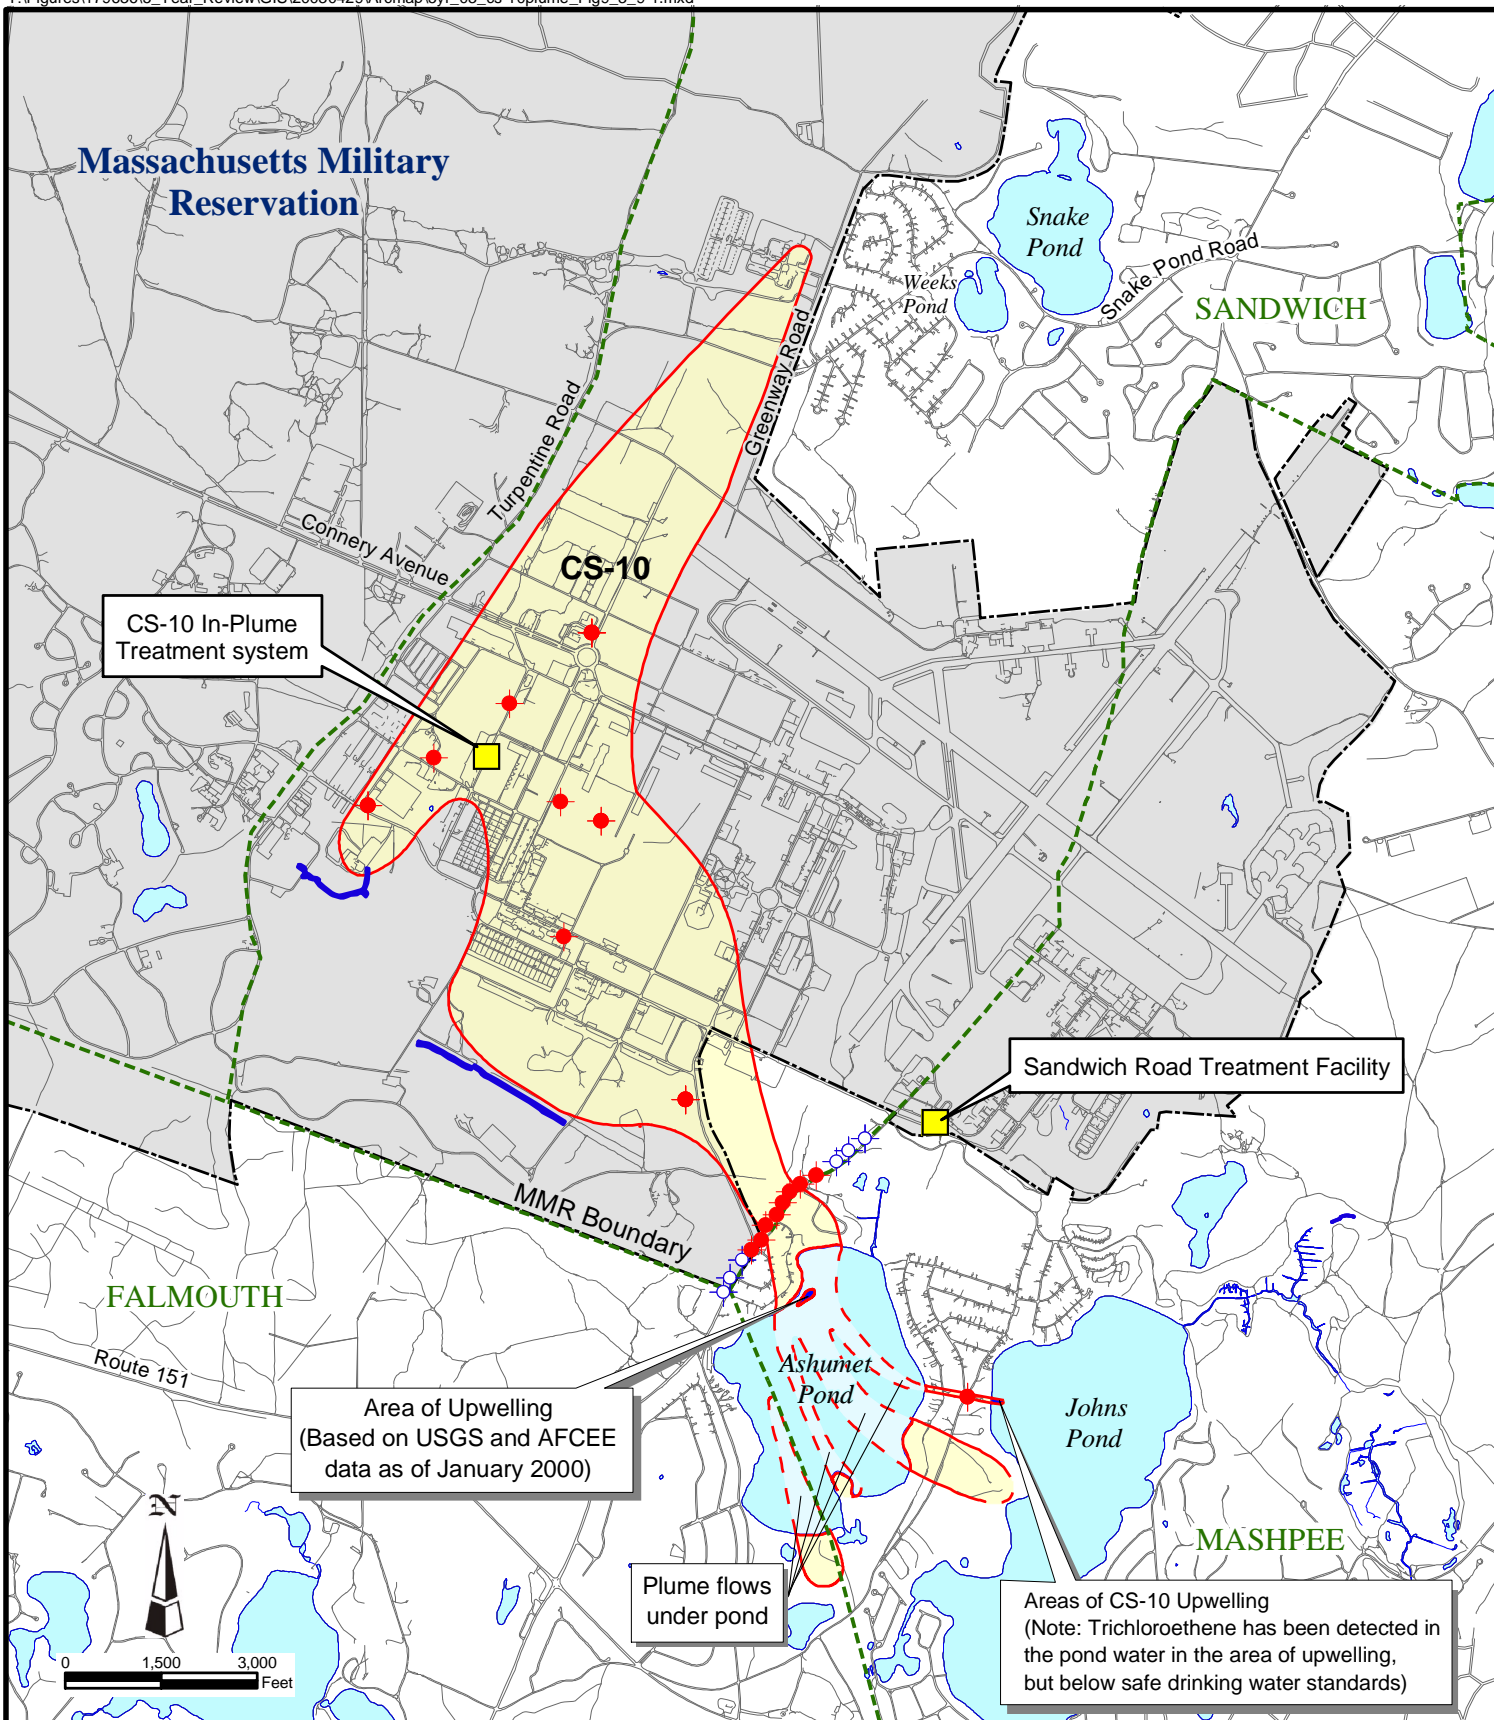 Massachusetts Military
Reservation
Snake
Pond
Weeks
Pond
Snake Pond Road
SANDWICH
Greenway Road
Turpentine Road
Connery Avenue
CS-10
CS-10 In-Plume
Treatment system
Sandwich Road Treatment Facility
MMR Boundary
FALMOUTH
Route 151
Area of Upwelling
(Based on USGS and AFCEE
data as of January 2000)
Ashumet
Pond
Johns
Pond
MASHPEE
Plume flows
under pond
Areas of CS-10 Upwelling
(Note: Trichloroethene has been detected in
the pond water in the area of upwelling,
but below safe drinking water standards)
N
0 1,500 3,000
Feet